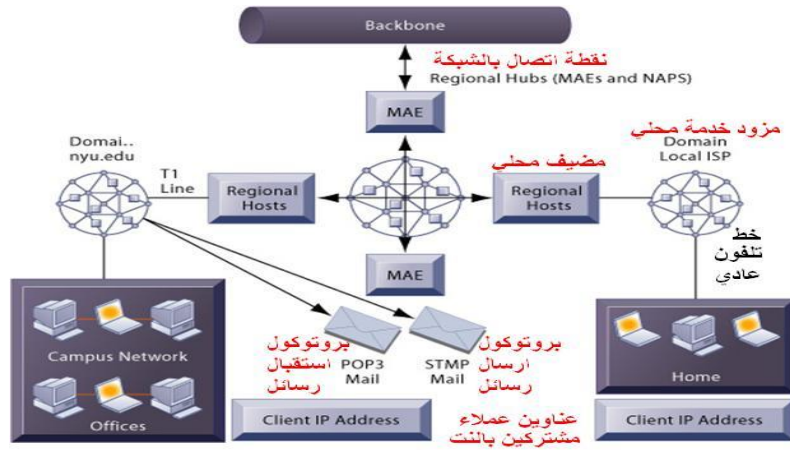 Backbone
نقطة اتصال بالشبكة
Regional Hubs (MAEs and NAPS)
MAE
مزود خدمة محلي
Domai..
nyu.edu
Domain
Local ISP
T1
Line
مضيف محلي
Regional
Hosts
Regional
Hosts
خط
تلفون
عادي
MAE
Campus Network
Offices
بروتوكول
استقبال
رسائل
POP3
Mail
STMP
Mail
بروتوكول
ارسال
رسائل
Home
Client IP Address
عناوين عملاء
مشتركين بالنت
Client IP Address